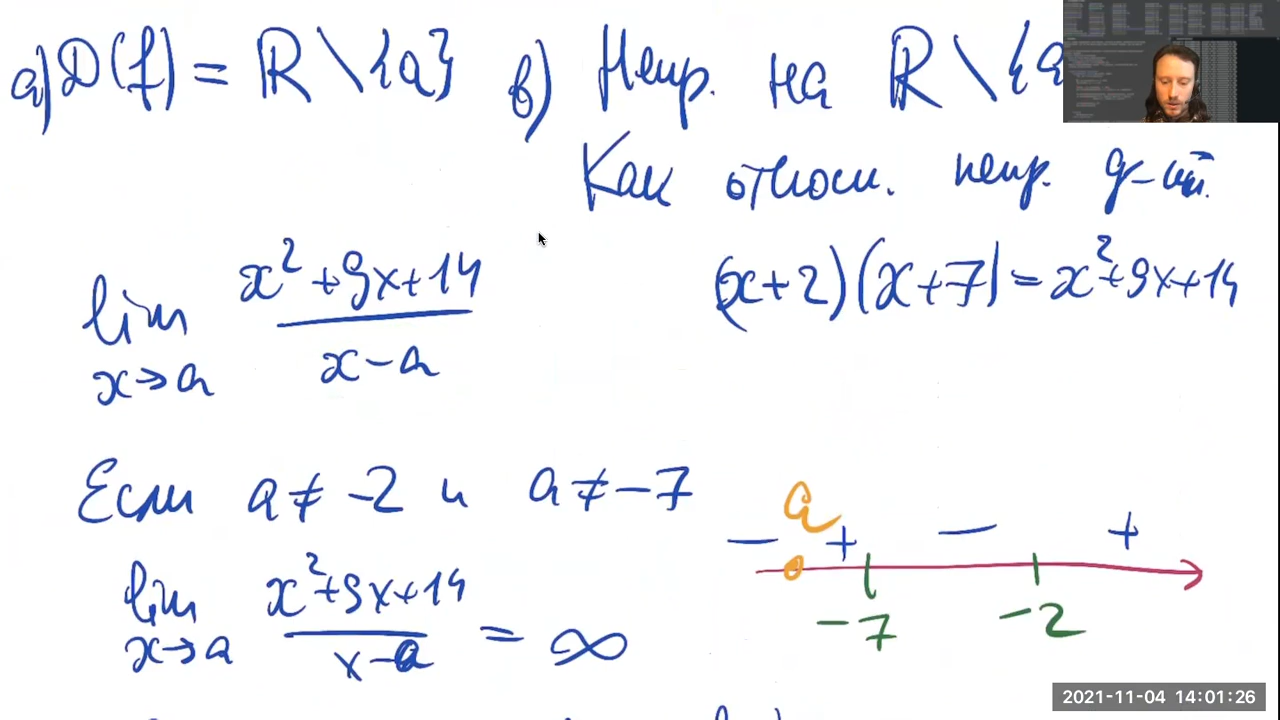 а) D(f) = ℝ \ {a}
в) Непр. на ℝ \ {a
Как относи. непр. ф-ий.
lim x→a (x²+9x+14)/(x-a)
(x+2)(x+7)=x²+9x+14
Если a ≠ -2 и a ≠ -7
lim x→a (x²+9x+14)/(x-a) = ∞
a
- + - +
-7 -2
2021-11-04 14:01:26